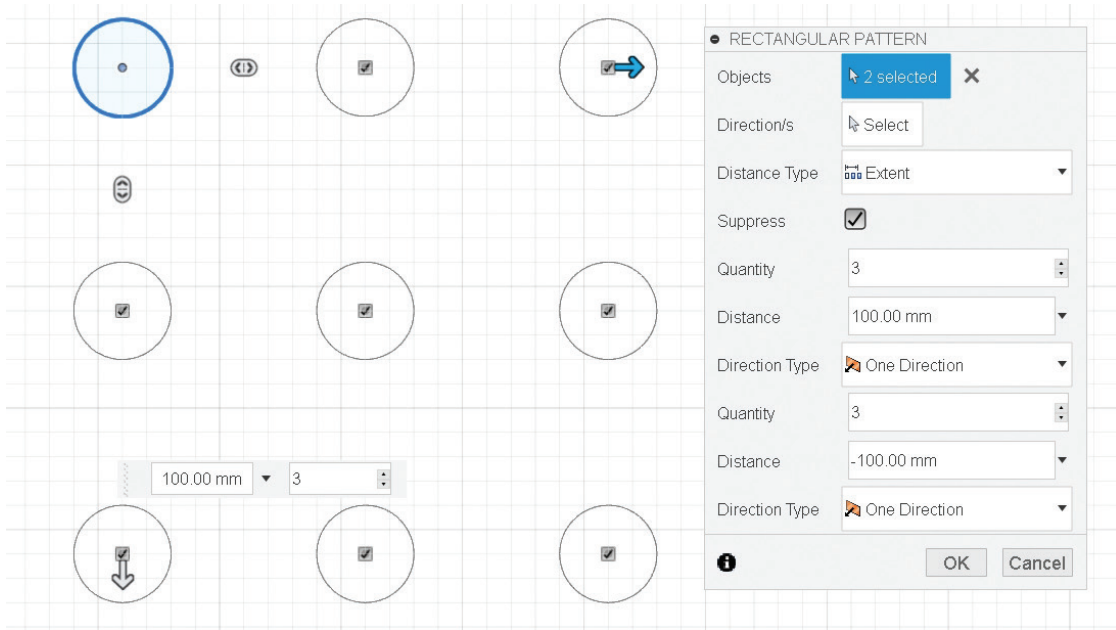 RECTANGULAR PATTERN
Objects 2 selected
Direction/s Select
Distance Type Extent
Suppress
Quantity 3
Distance 100.00 mm
Direction Type One Direction
Quantity 3
Distance -100.00 mm
Direction Type One Direction
OK Cancel
100.00 mm 3